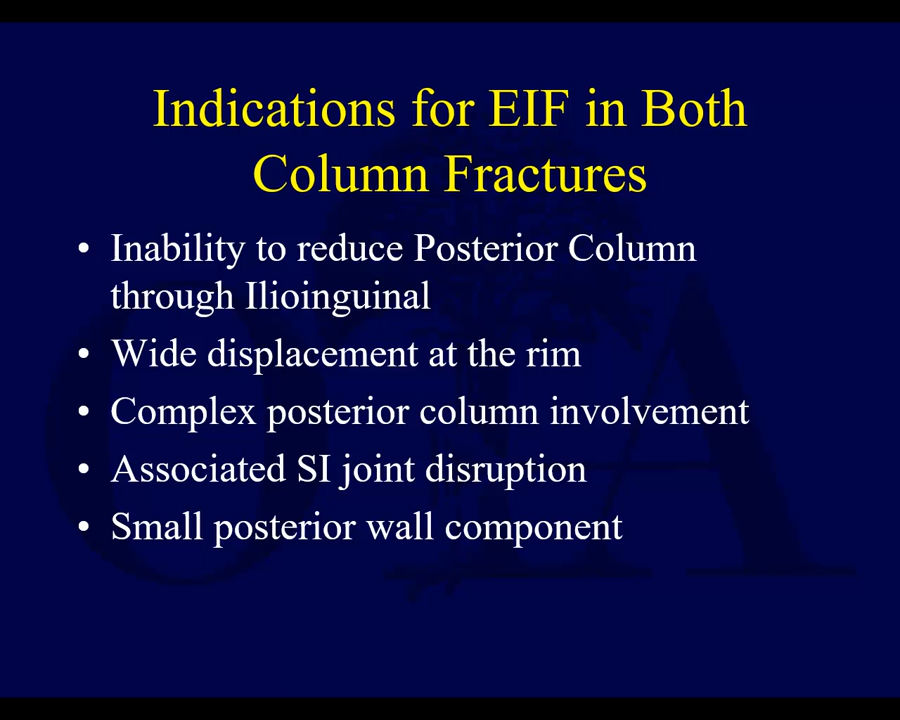 Indications for EIF in Both
Column Fractures
• Inability to reduce Posterior Column
through Ilioinguinal
• Wide displacement at the rim
• Complex posterior column involvement
• Associated SI joint disruption
• Small posterior wall component
OTA